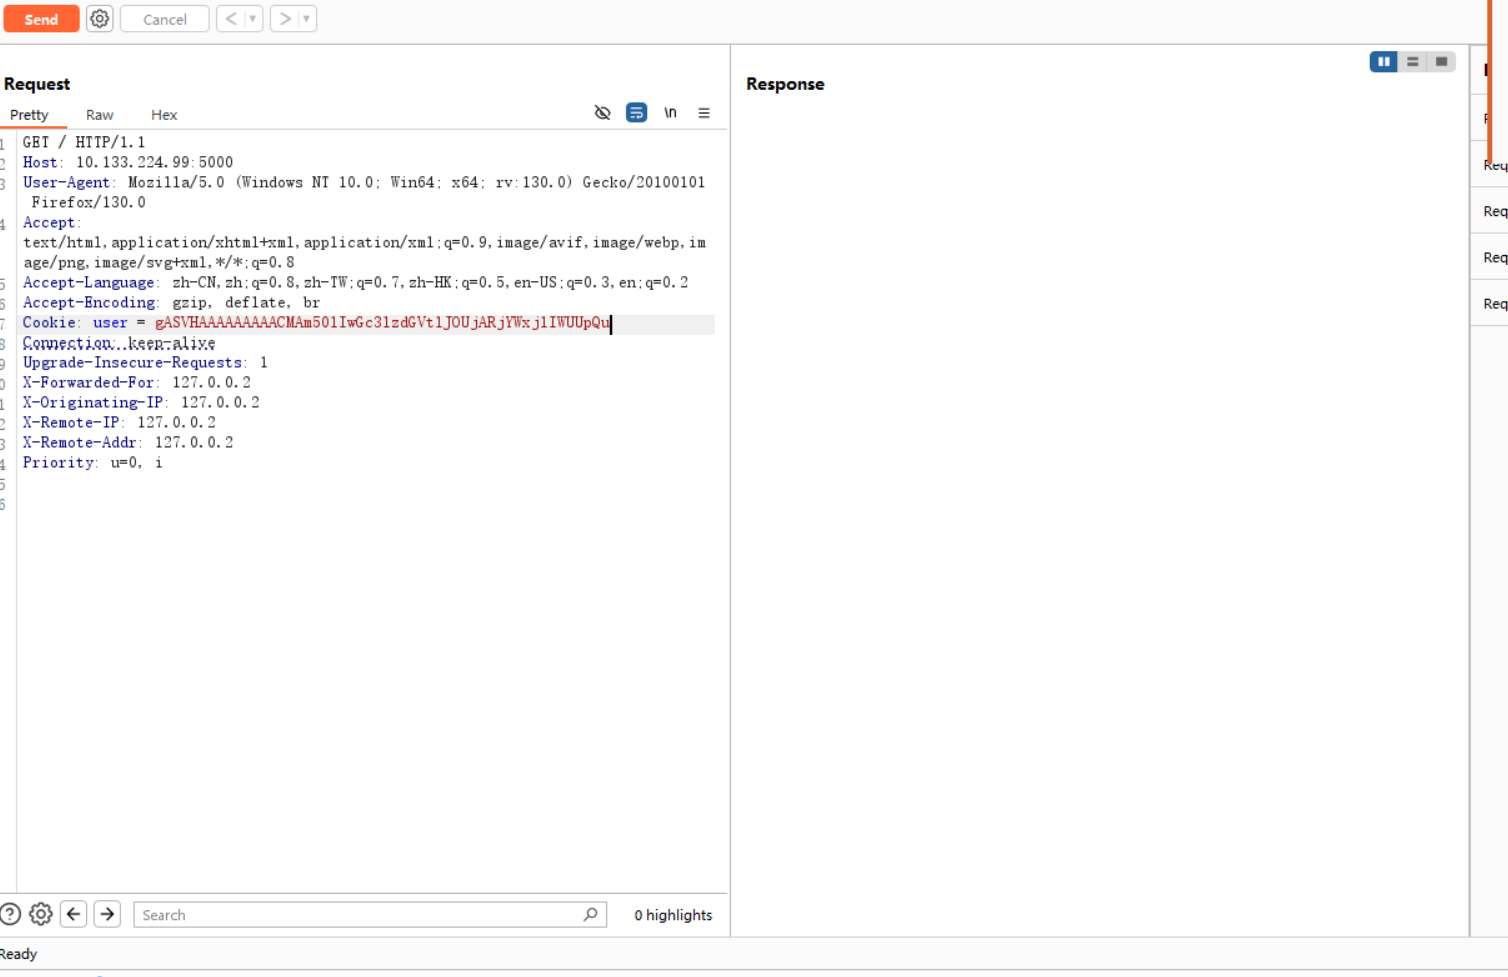 Send
Cancel
Request
Response
Pretty Raw Hex
\n
1 GET / HTTP/1.1
2 Host: 10.133.224.99:5000
3 User-Agent: Mozilla/5.0 (Windows NT 10.0; Win64; x64; rv:130.0) Gecko/20100101
Firefox/130.0
4 Accept:
text/html,application/xhtml+xml,application/xml;q=0.9,image/avif,image/webp,im
age/png,image/svg+xml,*/*;q=0.8
5 Accept-Language: zh-CN,zh;q=0.8,zh-TW;q=0.7,zh-HK;q=0.5,en-US;q=0.3,en;q=0.2
6 Accept-Encoding: gzip, deflate, br
7 Cookie: user = gASVHAAAAAAAAACMAm50lIwGc3lzdGVtlJOUjARjYWxjlIWUUpQu
8 Connection: keep-alive
9 Upgrade-Insecure-Requests: 1
0 X-Forwarded-For: 127.0.0.2
1 X-Originating-IP: 127.0.0.2
2 X-Remote-IP: 127.0.0.2
3 X-Remote-Addr: 127.0.0.2
4 Priority: u=0, i
5
6
Req
Req
Req
Req
Search
0 highlights
Ready